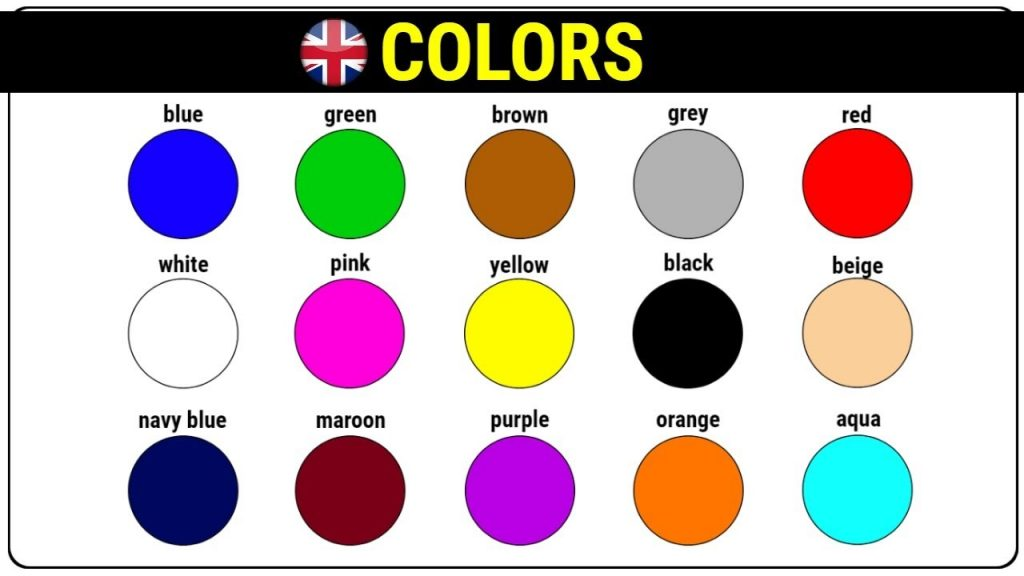 COLORS
blue green brown grey red
white pink yellow black beige
navy blue maroon purple orange aqua